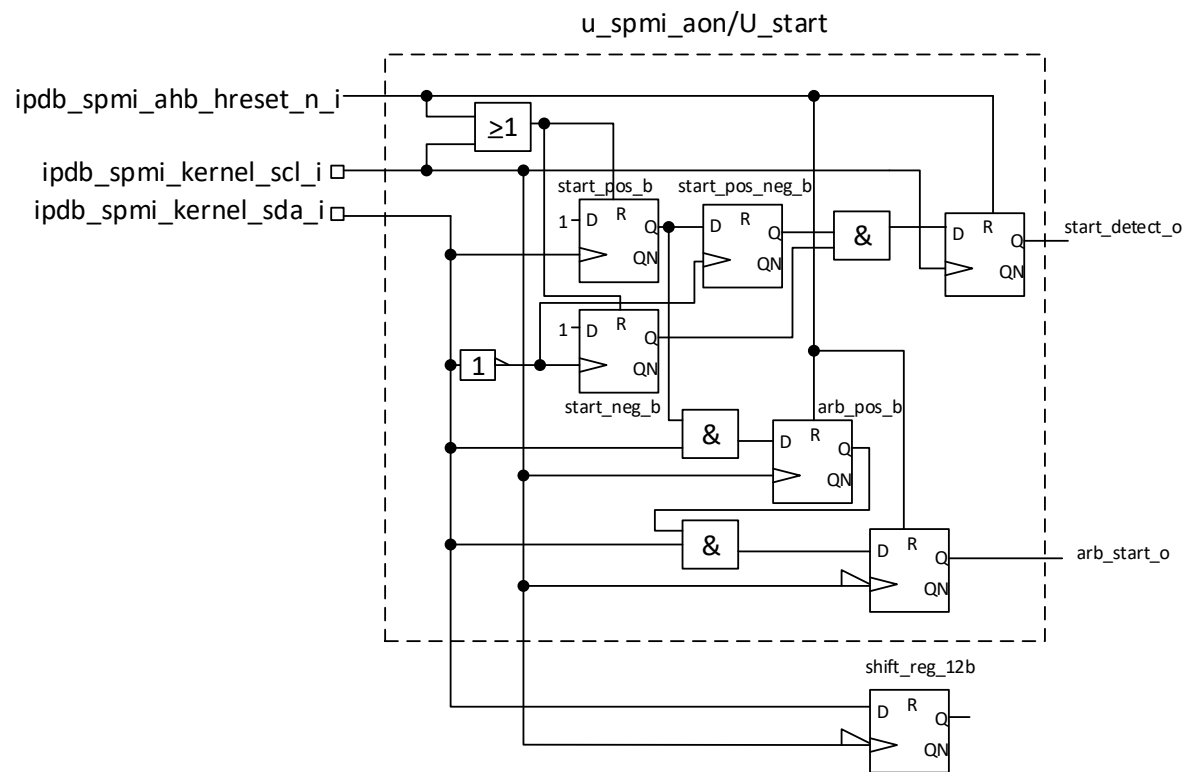 u_spmi_aon/U_start
ipdb_spmi_ahb_hreset_n_i
≥1
ipdb_spmi_kernel_scl_i
ipdb_spmi_kernel_sda_i
start_pos_b
start_pos_neg_b
1 D R Q QN
D R Q QN
&
D R Q QN
start_detect_o
1 D R Q QN
1
start_neg_b
arb_pos_b
&
D R Q QN
&
D R Q QN
arb_start_o
shift_reg_12b
D R Q QN